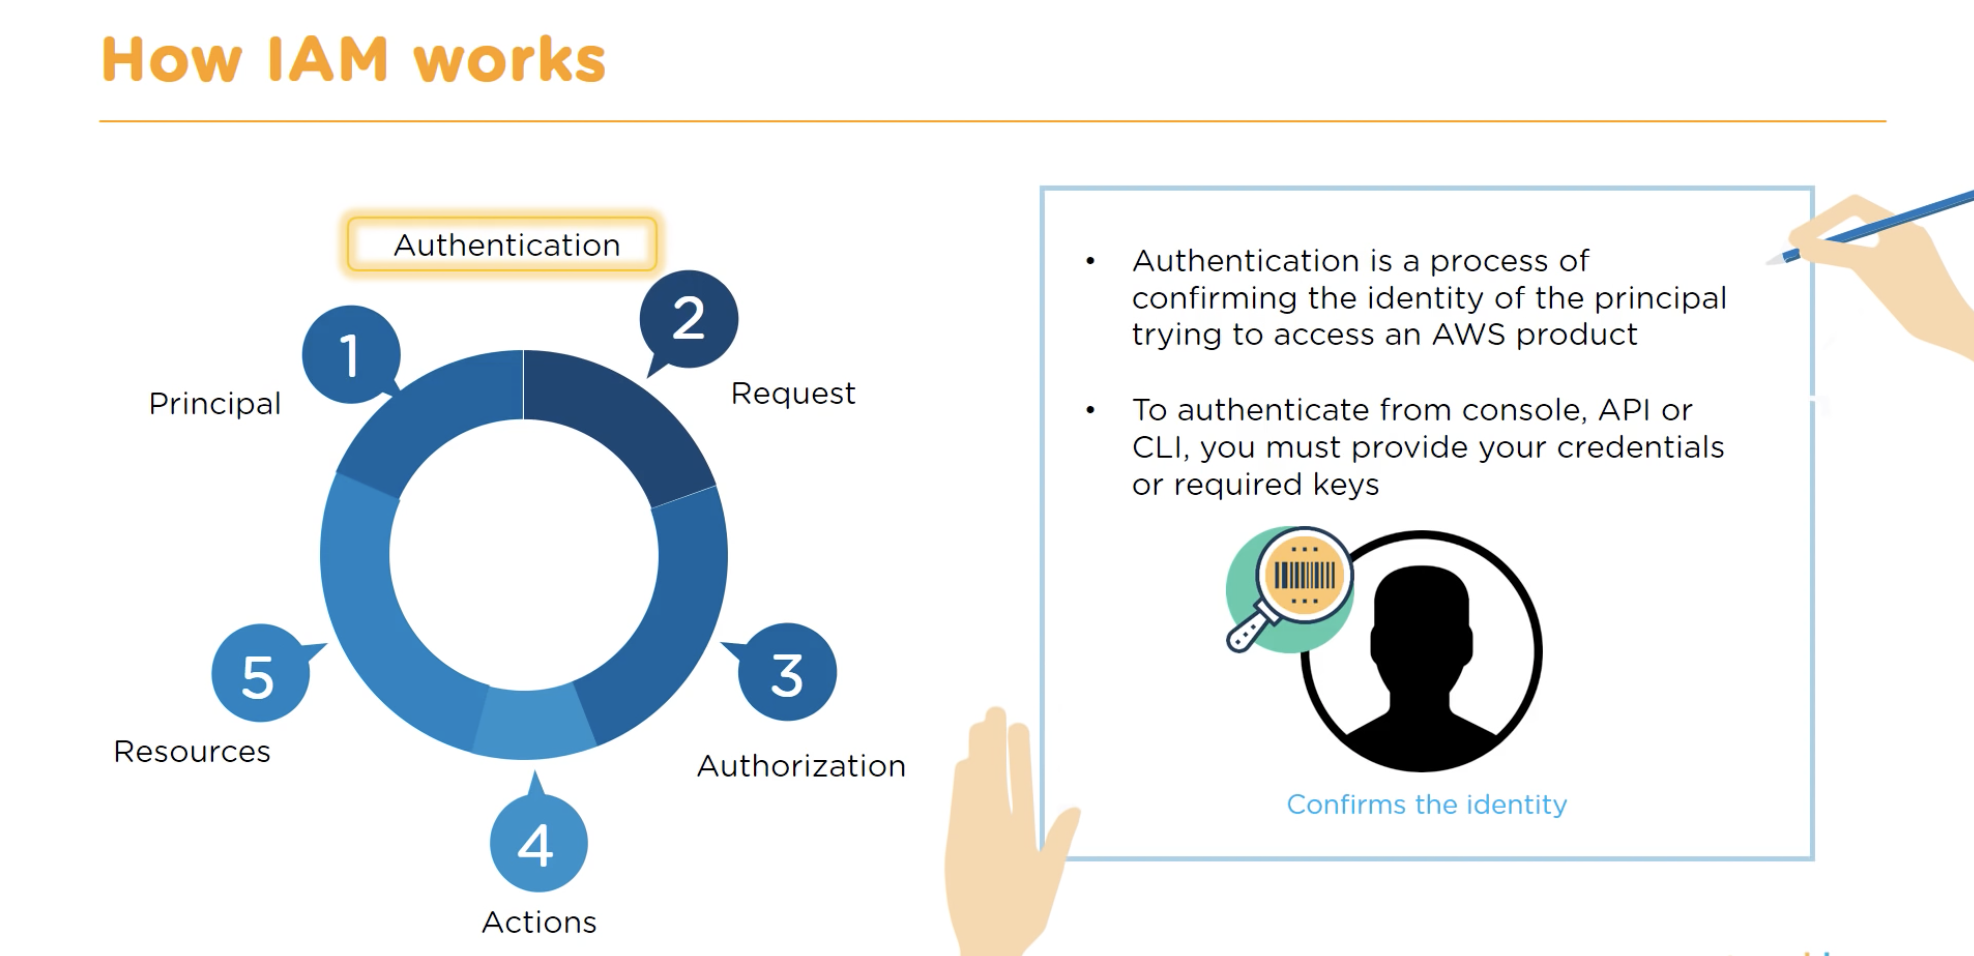 How IAM works
Authentication
1
2
Principal
Request
5
3
Resources
Authorization
4
Actions
• Authentication is a process of
confirming the identity of the principal
trying to access an AWS product
• To authenticate from console, API or
CLI, you must provide your credentials
or required keys
Confirms the identity